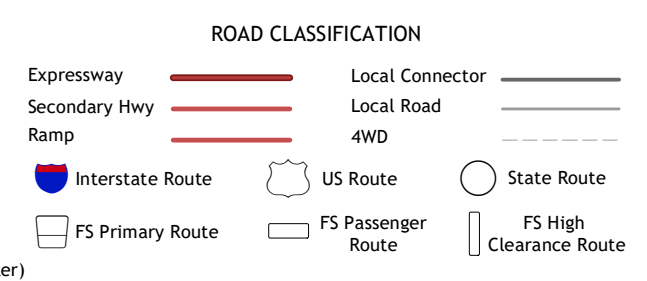 ROAD CLASSIFICATION
Expressway
Local Connector
Secondary Hwy
Local Road
Ramp
4WD
Interstate Route
US Route
State Route
FS Primary Route
FS Passenger
Route
FS High
Clearance Route
er)